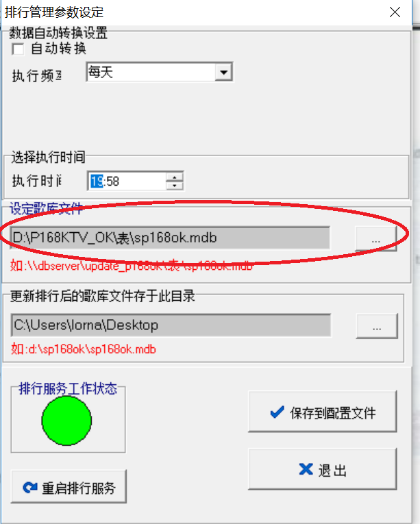 排行管理参数设定
数据自动转换设置
自动转换
执行频
每天
选择执行时间
执行时
19:58
设定歌库文件
D:\P168KTV_OK\表\sp168ok.mdb
...
如:\\dbserver\update_p168ok\表\sp168ok.mdb
更新排行后的歌库文件存于此目录
C:\Users\lorna\Desktop
...
如:d:\sp168ok\sp168ok.mdb
排行服务工作状态
保存到配置文件
重启排行服务
退出